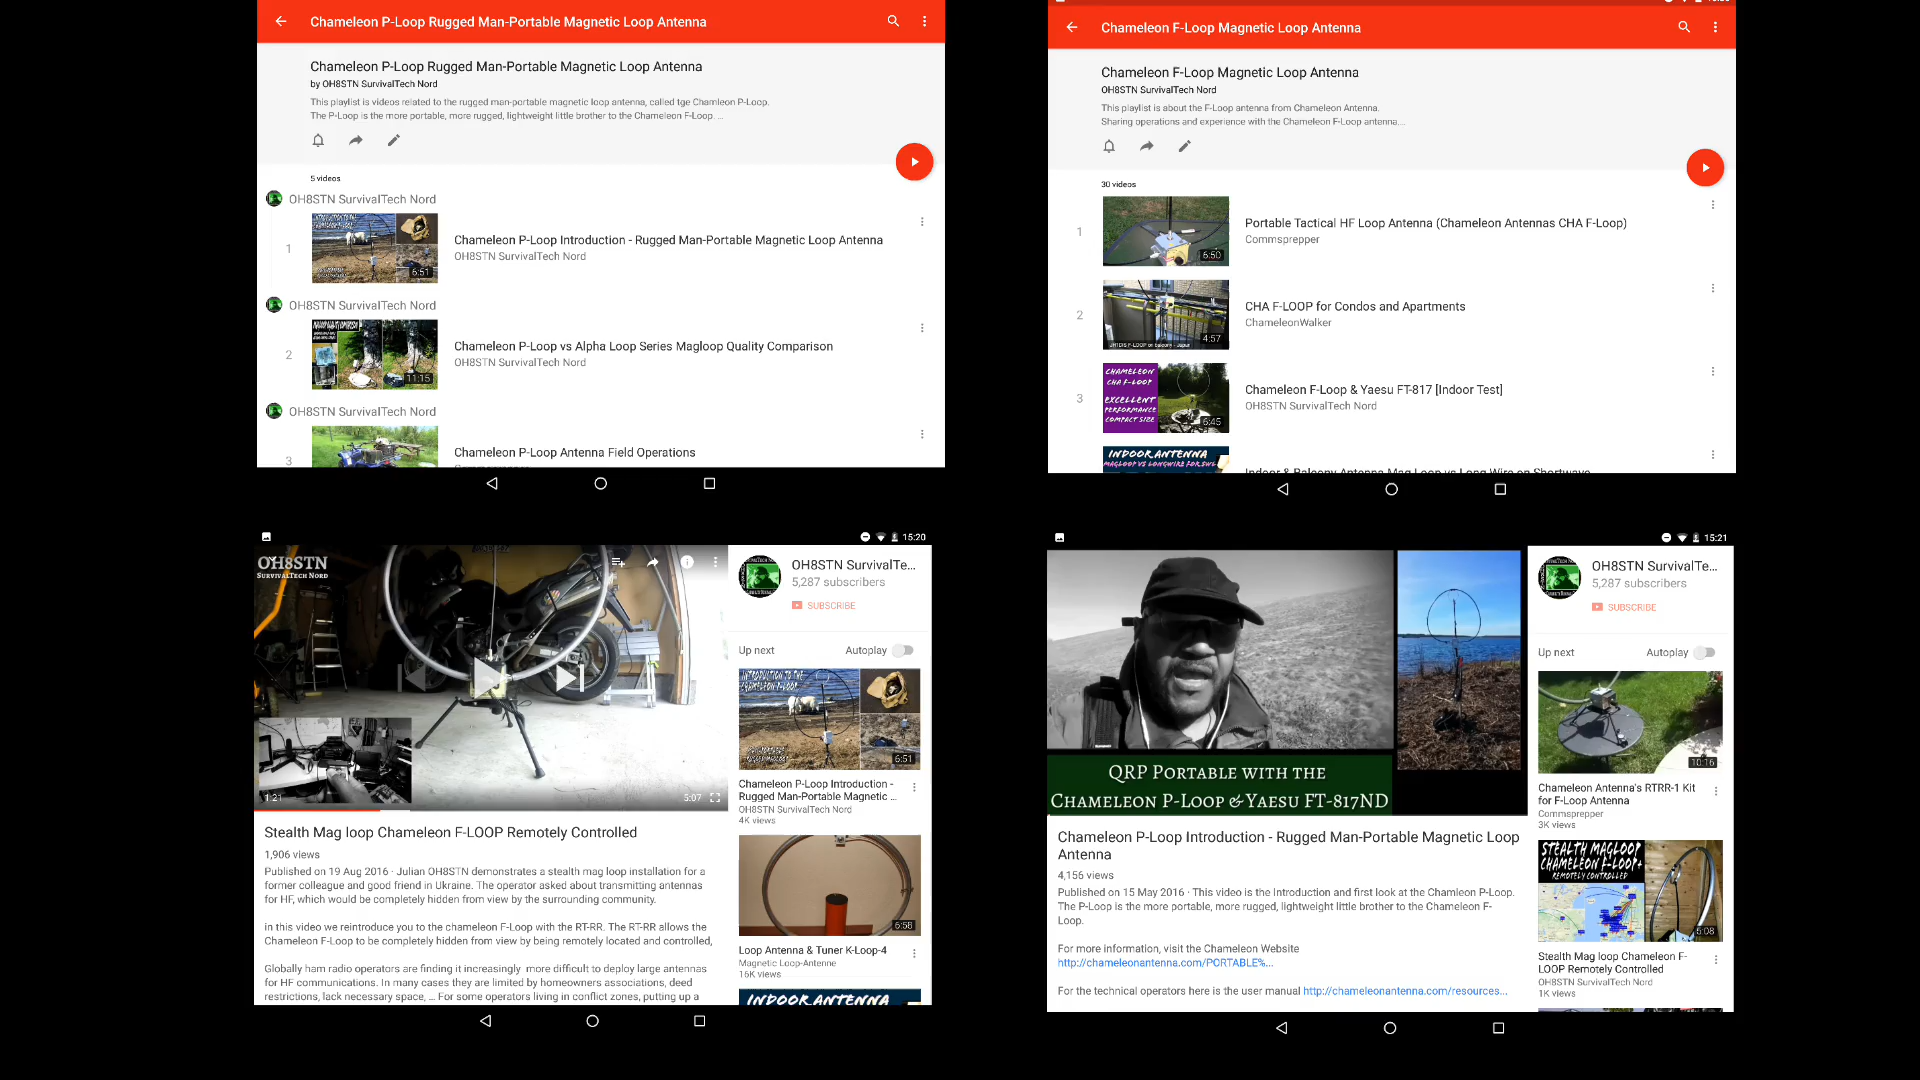 Chameleon P-Loop Rugged Man-Portable Magnetic Loop Antenna
Chameleon P-Loop Rugged Man-Portable Magnetic Loop Antenna
by OH8STN SurvivalTech Nord
This playlist is videos related to the rugged man-portable magnetic loop antenna, called tge Chamleon P-Loop.
The P-Loop is the more portable, more rugged, lightweight little brother to the Chameleon F-Loop. ...
5 videos
OH8STN SurvivalTech Nord
1
6:51
Chameleon P-Loop Introduction - Rugged Man-Portable Magnetic Loop Antenna
OH8STN SurvivalTech Nord
OH8STN SurvivalTech Nord
2
11:15
Chameleon P-Loop vs Alpha Loop Series Magloop Quality Comparison
OH8STN SurvivalTech Nord
OH8STN SurvivalTech Nord
3
Chameleon P-Loop Antenna Field Operations
Chameleon F-Loop Magnetic Loop Antenna
Chameleon F-Loop Magnetic Loop Antenna
OH8STN SurvivalTech Nord
This playlist is about the F-Loop antenna from Chameleon Antenna.
Sharing operations and experience with the Chameleon F-Loop antenna...
30 videos
1
6:50
Portable Tactical HF Loop Antenna (Chameleon Antennas CHA F-Loop)
Commsprepper
2
4:57
CHA F-LOOP for Condos and Apartments
ChameleonWalker
3
CHAMELEON
CHA F-LOOP
EXCELLENT
PERFORMANCE
COMPACT SIZE
6:45
Chameleon F-Loop & Yaesu FT-817 [Indoor Test]
OH8STN SurvivalTech Nord
INDOOR ANTENNA
MAGLOOP VS LONGWIRE FOR SWL
Indoor & Balcony Antenna Mag Loop vs Long Wire on Shortwave
15:20
OH8STN
SurvivalTech Nord
1:21
5:07
Stealth Mag loop Chameleon F-LOOP Remotely Controlled
1,906 views
Published on 19 Aug 2016 · Julian OH8STN demonstrates a stealth mag loop installation for a
former colleague and good friend in Ukraine. The operator asked about transmitting antennas
for HF, which would be completely hidden from view by the surrounding community.
in this video we reintroduce you to the chameleon F-Loop with the RT-RR. The RT-RR allows the
Chameleon F-Loop to be completely hidden from view by being remotely located and controlled,
Globally ham radio operators are finding it increasingly more difficult to deploy large antennas
for HF communications. In many cases they are limited by homeowners associations, deed
restrictions, lack necessary space, ... For some operators living in conflict zones, putting up a
OH8STN SurvivalTe...
5,287 subscribers
SUBSCRIBE
Up next
Autoplay
6:51
Chameleon P-Loop Introduction -
Rugged Man-Portable Magnetic ...
OH8STN SurvivalTech Nord
4K views
6:58
Loop Antenna & Tuner K-Loop-4
Magnetic Loop-Antenne
16K views
INDOOR ANTENNA
15:21
QRP Portable with the
Chameleon P-Loop & Yaesu FT-817ND
Chameleon P-Loop Introduction - Rugged Man-Portable Magnetic Loop
Antenna
4,156 views
Published on 15 May 2016 · This video is the Introduction and first look at the Chamleon P-Loop.
The P-Loop is the more portable, more rugged, lightweight little brother to the Chameleon F-
Loop.
For more information, visit the Chameleon Website
http://chameleonantenna.com/PORTABLE%...
For the technical operators here is the user manual http://chameleonantenna.com/resources...
OH8STN SurvivalTe...
5,287 subscribers
SUBSCRIBE
Up next
Autoplay
10:16
Chameleon Antenna's RTRR-1 Kit
for F-Loop Antenna
Commsprepper
3K views
STEALTH MAGLOOP
CHAMELEON F-LOOP+
REMOTELY CONTROLLED
5:08
Stealth Mag loop Chameleon F-
LOOP Remotely Controlled
OH8STN SurvivalTech Nord
1K views